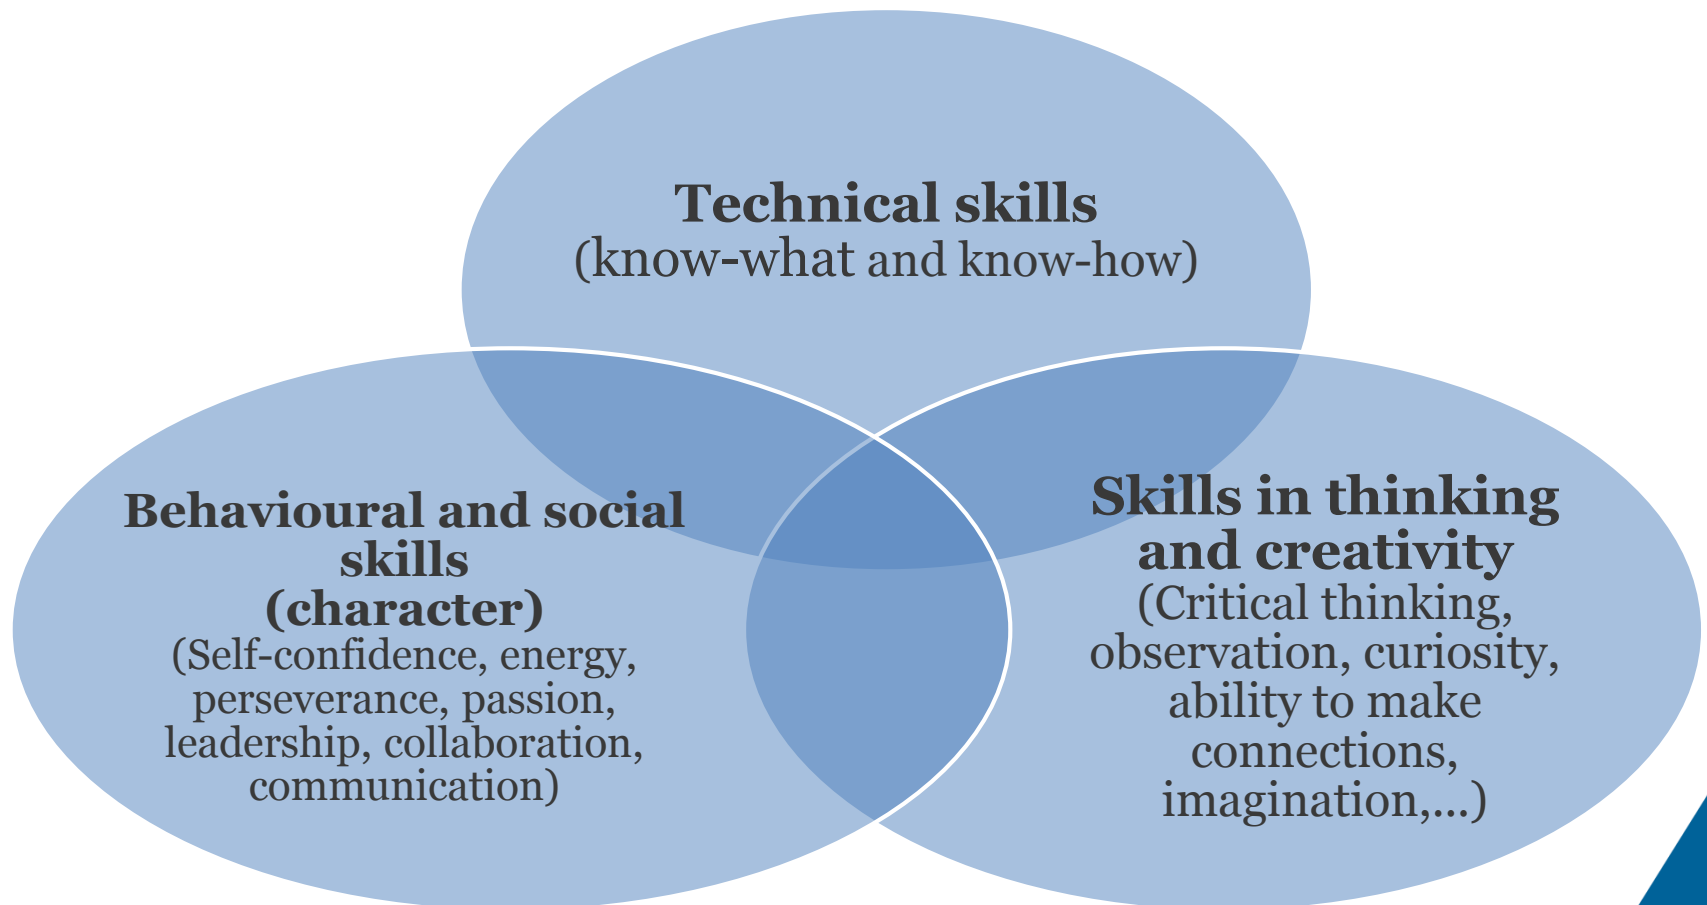 Technical skills
(know-what and know-how)
Behavioural and social
skills
(character)
(Self-confidence, energy,
perseverance, passion,
leadership, collaboration,
communication)
Skills in thinking
and creativity
(Critical thinking,
observation, curiosity,
ability to make
connections,
imagination,...)